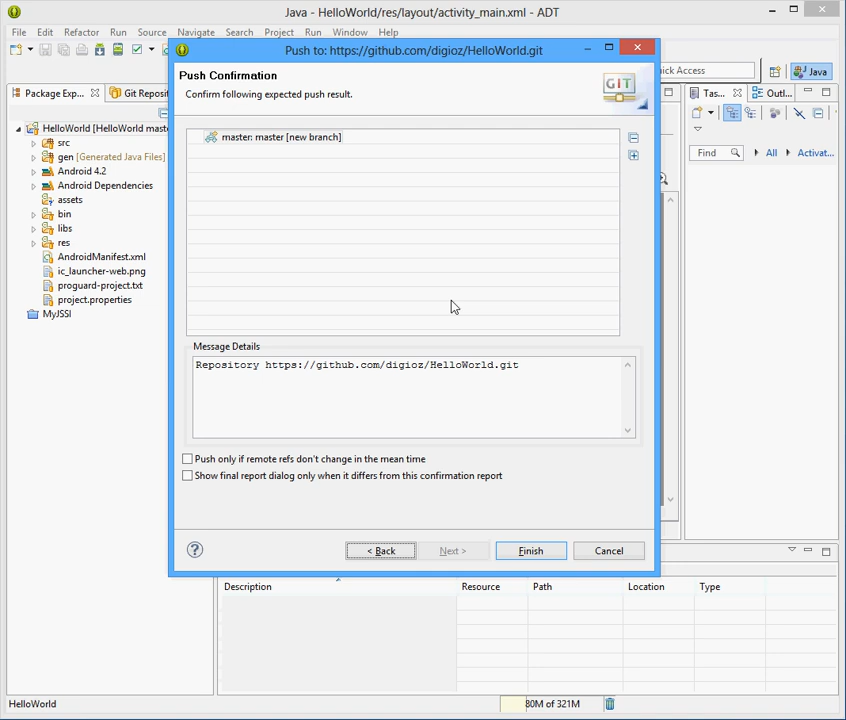 Java - HelloWorld/res/layout/activity_main.xml - ADT
File Edit Refactor Run Source Navigate Search Project Run Window Help
Push to: https://github.com/digioz/HelloWorld.git
Push Confirmation
Confirm following expected push result.
GIT
ick Access
Java
Package Exp...
Git Reposit
Tas...
Outl...
Find
All
Activat...
HelloWorld [HelloWorld maste
src
gen [Generated Java Files]
Android 4.2
Android Dependencies
assets
bin
libs
res
AndroidManifest.xml
ic_launcher-web.png
proguard-project.txt
project.properties
MyJSSI
master: master [new branch]
Message Details
Repository https://github.com/digioz/HelloWorld.git
Push only if remote refs don't change in the mean time
Show final report dialog only when it differs from this confirmation report
?
< Back
Next >
Finish
Cancel
Description Resource Path Location Type
HelloWorld
80M of 321M